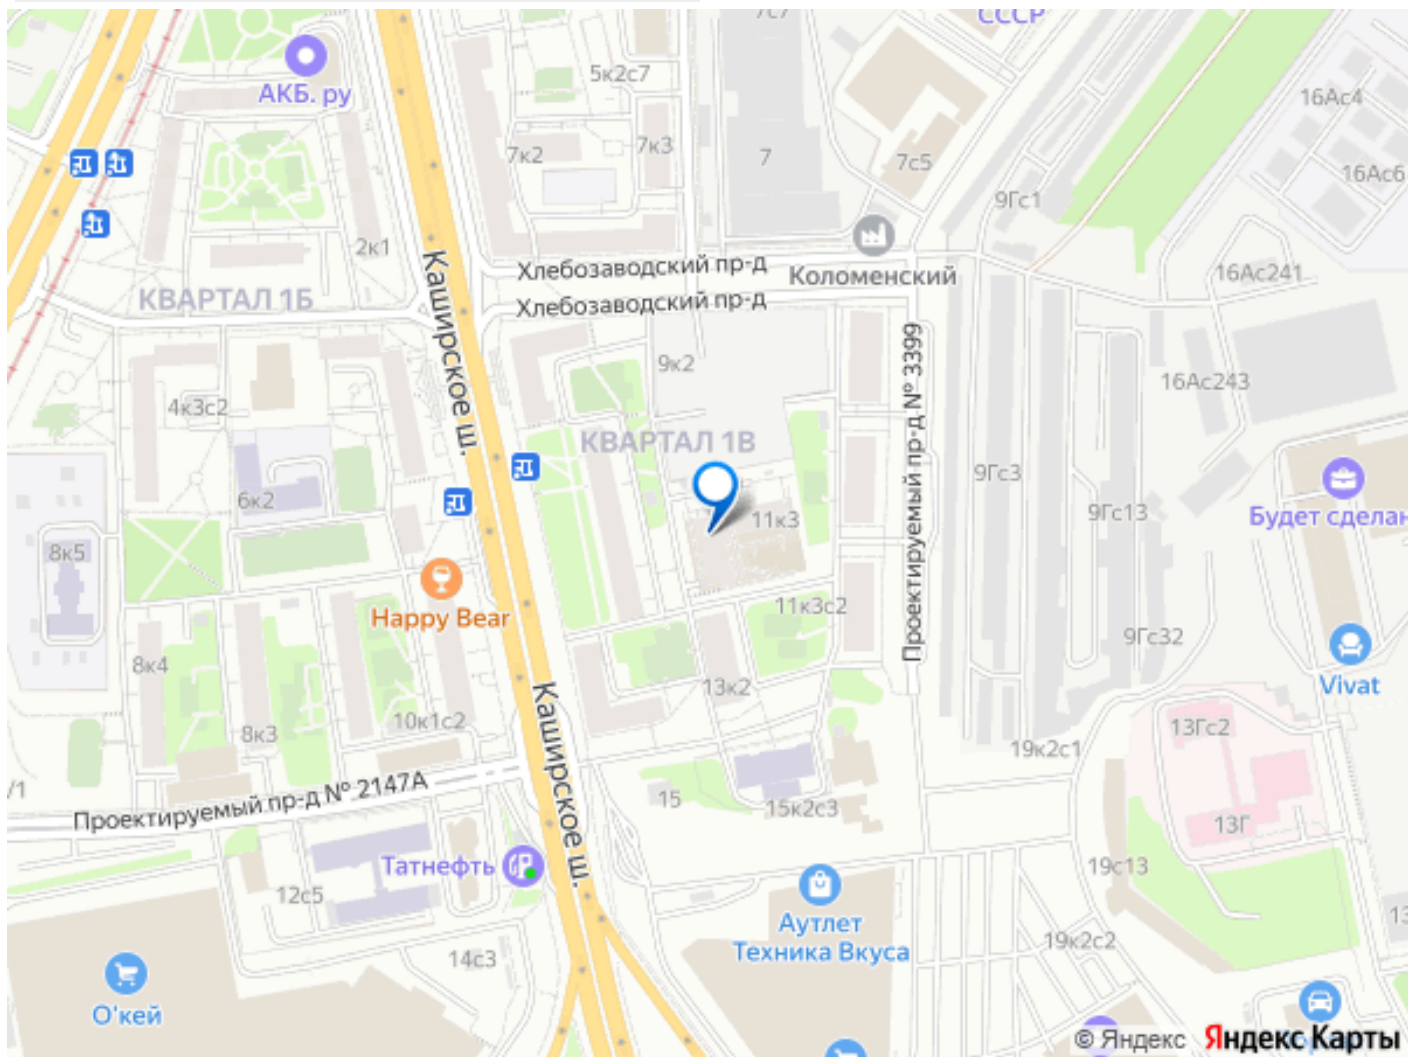 СССР
7с7
АКБ. ру
5к2с7
16Ас4
7к2
7к3
7
7с5
16Ас6
9Гс1
2к1
Хлебозаводский пр-д
Коломенский
16Ас241
КВАРТАЛ 1Б
Хлебозаводский пр-д
Каширское ш.
Проектируемый пр-д № 3399
9к2
16Ас243
4к3с2
КВАРТАЛ 1В
9Гс3
6к2
11к3
9Гс13
Будет сделан
8к5
Happy Bear
11к3с2
9Гс32
8к4
13к2
Vivat
10к1с2
8к3
Каширское ш.
19к2с1
13Гс2
/1
Проектируемый пр-д № 2147А
15
15к2с3
13Г
Татнефть
19с13
12с5
Аутлет
Техника Вкуса
13
14с3
19к2с2
О'кей
© Яндекс Яндекс Карты